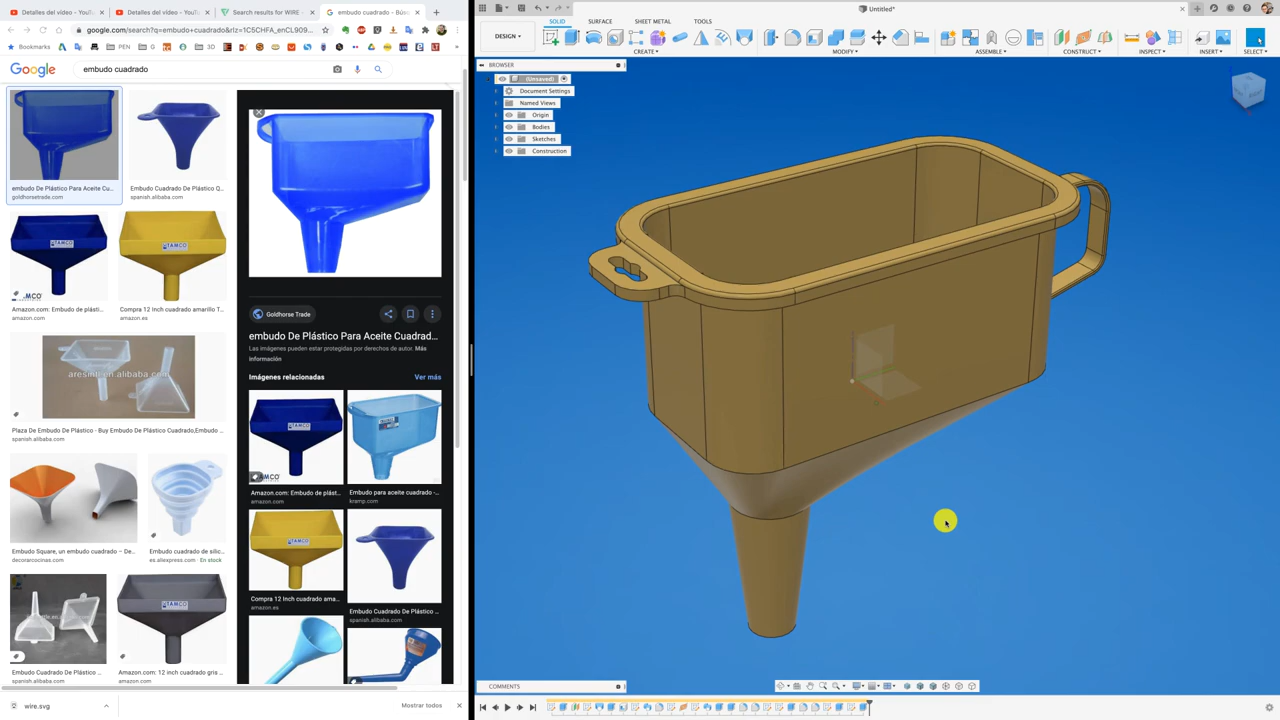 Detalles del vídeo – YouTu
Detalles del vídeo – YouTu
Search results for WIRE
embudo cuadrado - Bús
google.com/search?q=embudo+cuadrado&rlz=1C5CHFA_enCL909...
Bookmarks
PEN
G
DIS
Google
embudo cuadrado
embudo De Plástico Para Aceite Cu...
goldhorsetrade.com
Embudo Cuadrado De Plástico Q...
spanish.alibaba.com
TAMCO
TAMCO
Amazon.com: Embudo de plásti...
amazon.com
Compra 12 Inch cuadrado amarillo T...
amazon.es
Plaza De Embudo De Plástico - Buy Embudo De Plástico Cuadrado,Embudo ...
spanish.alibaba.com
Embudo Square, un embudo cuadrado – De...
decorarcocinas.com
Embudo cuadrado de silic...
es.aliexpress.com · En stock
TAMCO
Embudo Cuadrado De Plástico ...
spanish.alibaba.com
Amazon.com: 12 inch cuadrado gris ...
amazon.com
Goldhorse Trade
embudo De Plástico Para Aceite Cuadrad...
Las imágenes pueden estar protegidas por derechos de autor. Más
información
Imágenes relacionadas
Ver más
Amazon.com: Embudo de plást...
amazon.com
Embudo para aceite cuadrado -...
kramp.com
Compra 12 Inch cuadrado ama...
amazon.es
Embudo Cuadrado De Plástico ...
spanish.alibaba.com
wire.svg
Mostrar todos
Untitled*
SOLID
SURFACE
SHEET METAL
TOOLS
DESIGN
CREATE
MODIFY
ASSEMBLE
CONSTRUCT
INSPECT
INSERT
SELECT
BROWSER
(Unsaved)
Document Settings
Named Views
Origin
Bodies
Sketches
Construction
COMMENTS